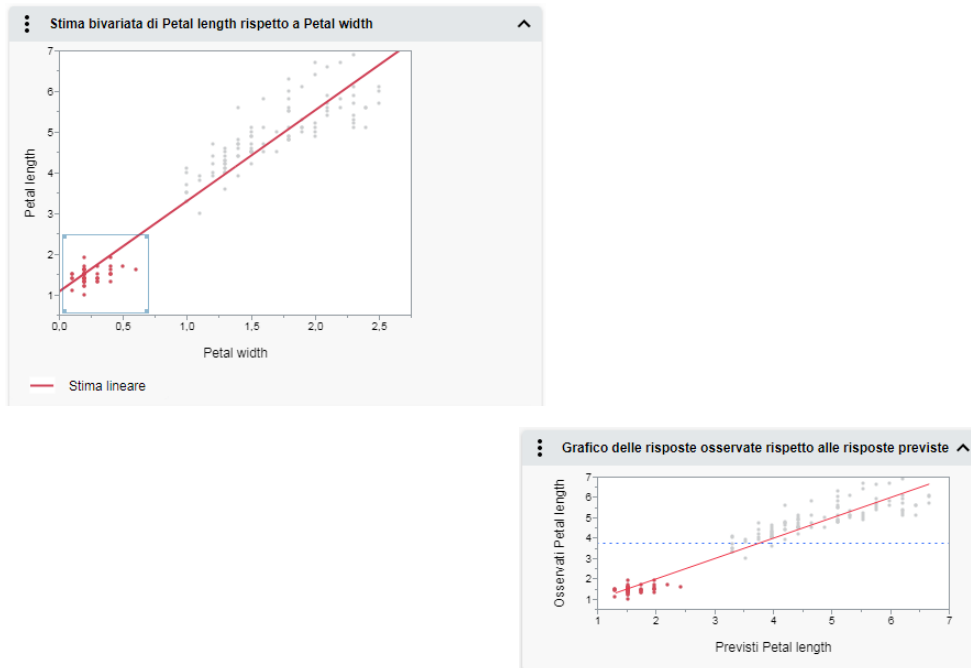 Stima bivariata di Petal length rispetto a Petal width
7
6
5
4
3
2
1
Petal length
0,0 0,5 1,0 1,5 2,0 2,5
Petal width
Stima lineare
Grafico delle risposte osservate rispetto alle risposte previste
7
6
5
4
3
2
1
Osservati Petal length
1 2 3 4 5 6 7
Previsti Petal length